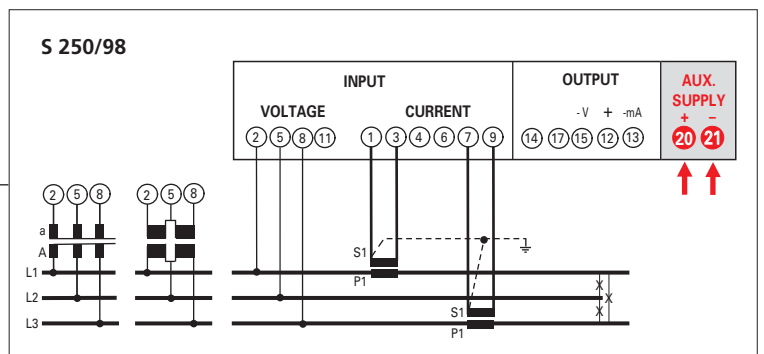 S 250/98
INPUT
OUTPUT
AUX.
SUPPLY
VOLTAGE
CURRENT
- V + -mA
+ −
2 5 8 11 1 3 4 6 7 9 14 17 15 12 13 20 21
2 5 8 2 5 8
a
A
S1
L1
P1
L2 X
X
X
S1
L3
P1